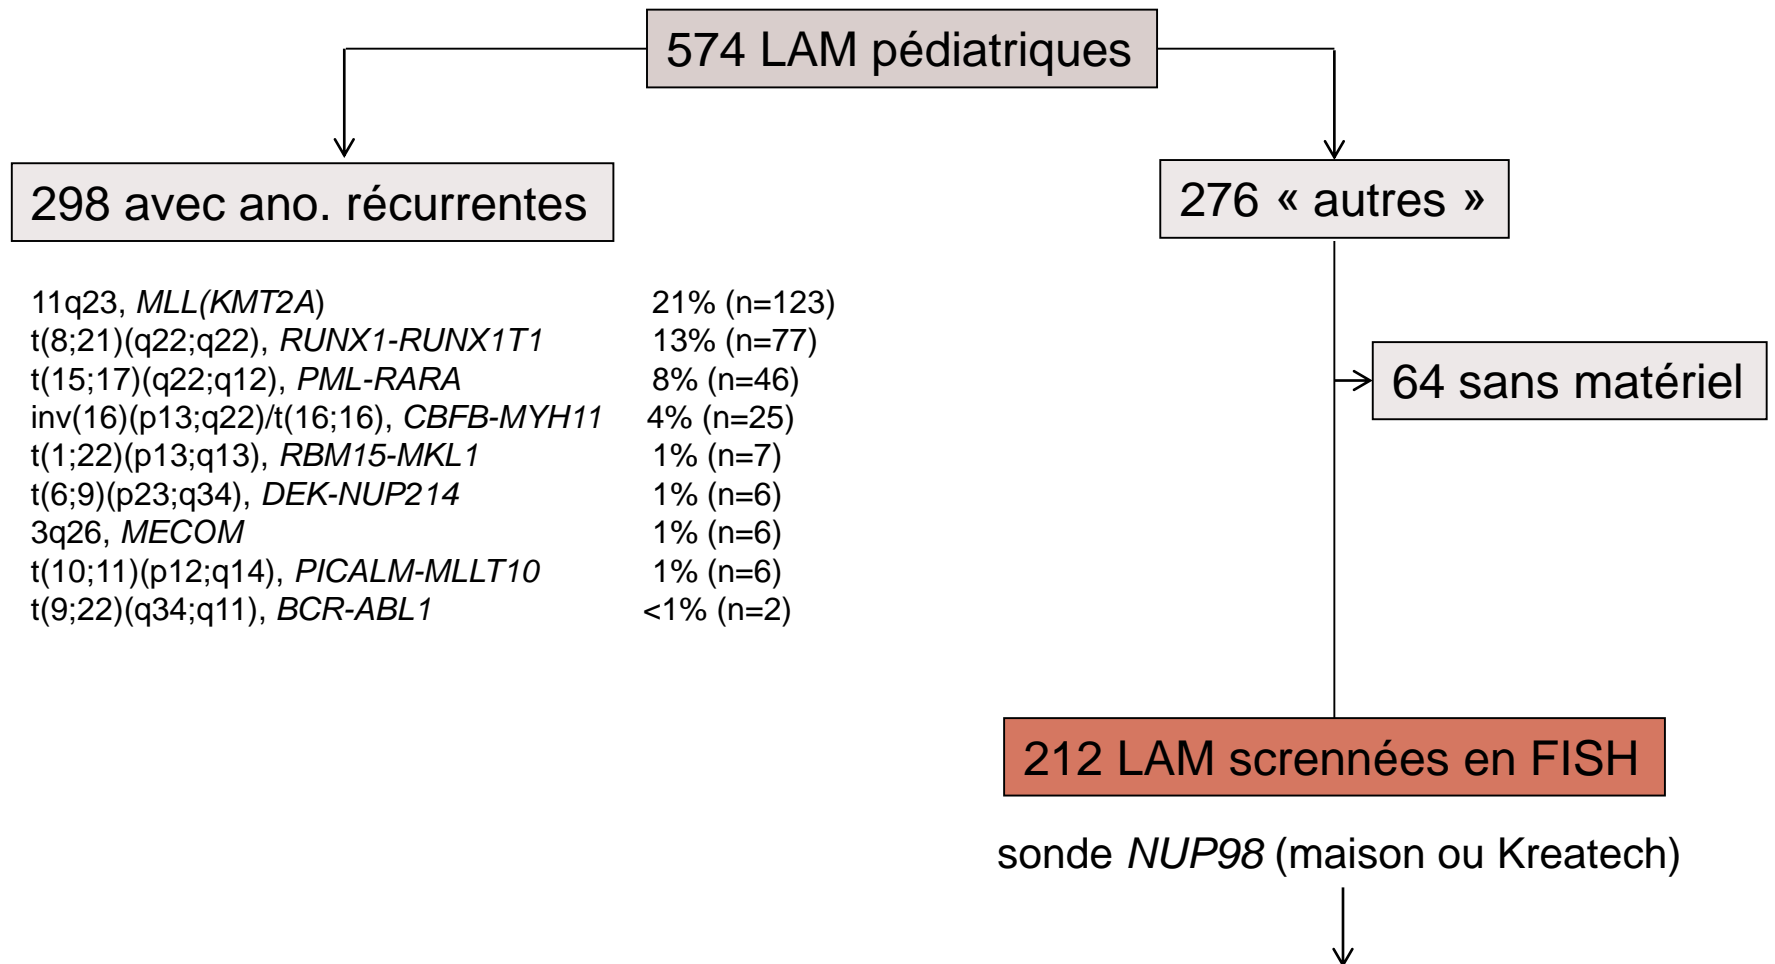 574 LAM pédiatriques
298 avec ano. récurrentes
276 « autres »
11q23, MLL(KMT2A) 21% (n=123)
t(8;21)(q22;q22), RUNX1-RUNX1T1 13% (n=77)
t(15;17)(q22;q12), PML-RARA 8% (n=46)
inv(16)(p13;q22)/t(16;16), CBFB-MYH11 4% (n=25)
t(1;22)(p13;q13), RBM15-MKL1 1% (n=7)
t(6;9)(p23;q34), DEK-NUP214 1% (n=6)
3q26, MECOM 1% (n=6)
t(10;11)(p12;q14), PICALM-MLLT10 1% (n=6)
t(9;22)(q34;q11), BCR-ABL1 <1% (n=2)
64 sans matériel
212 LAM scrennées en FISH
sonde NUP98 (maison ou Kreatech)